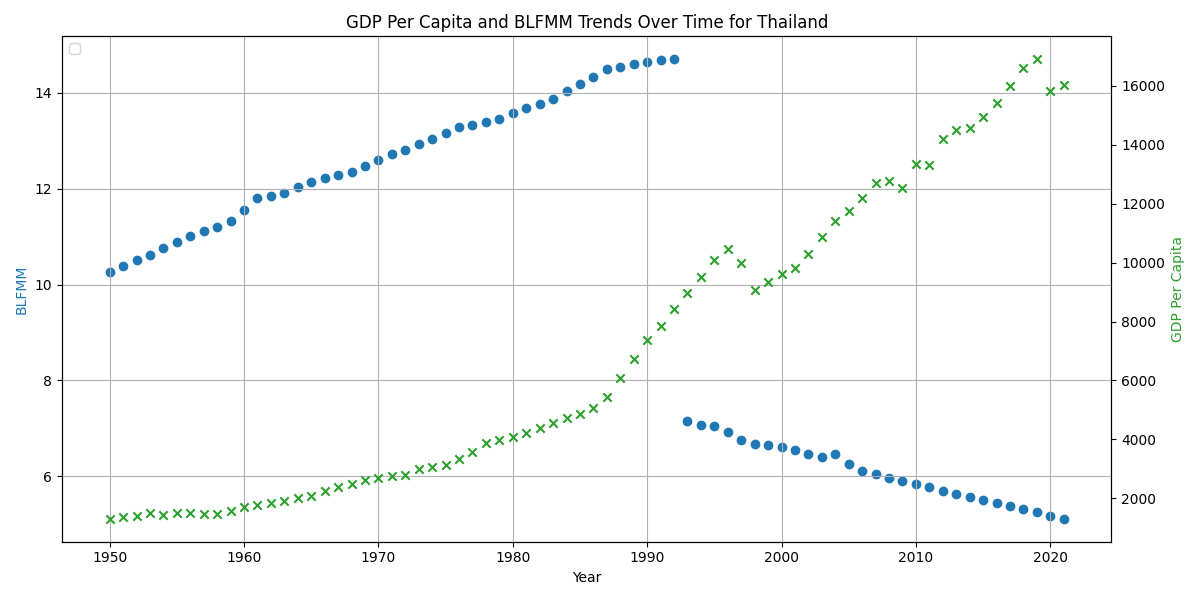 GDP Per Capita and BLFMM Trends Over Time for Thailand
14
12
10
8
6
BLFMM
16000
14000
12000
10000
8000
6000
4000
2000
GDP Per Capita
1950 1960 1970 1980 1990 2000 2010 2020
Year